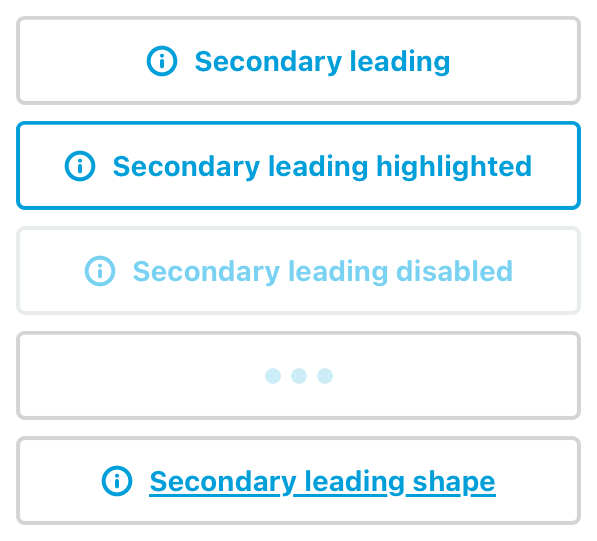 Secondary leading
Secondary leading highlighted
Secondary leading disabled
Secondary leading shape